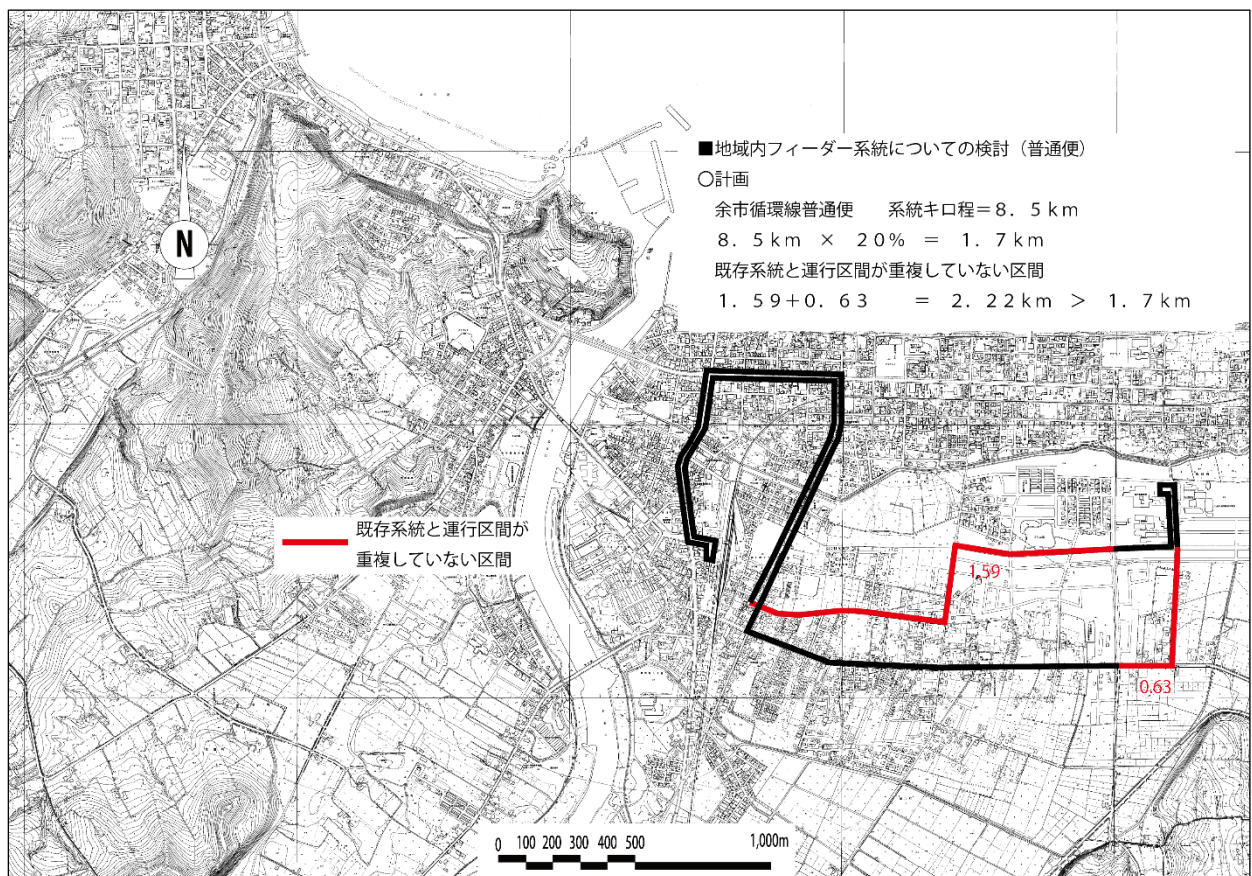 ■地域内フィーダー系統についての検討（普通便）
○計画
余市循環線普通便　　系統キロ程＝８．５ｋｍ
８．５ｋｍ　×　２０％　＝　１．７ｋｍ
既存系統と運行区間が重複していない区間
１．５９＋０．６３　　＝　２．２２ｋｍ　＞　１．７ｋｍ
N
既存系統と運行区間が
重複していない区間
1.59
0.63
0 100 200 300 400 500 1,000m